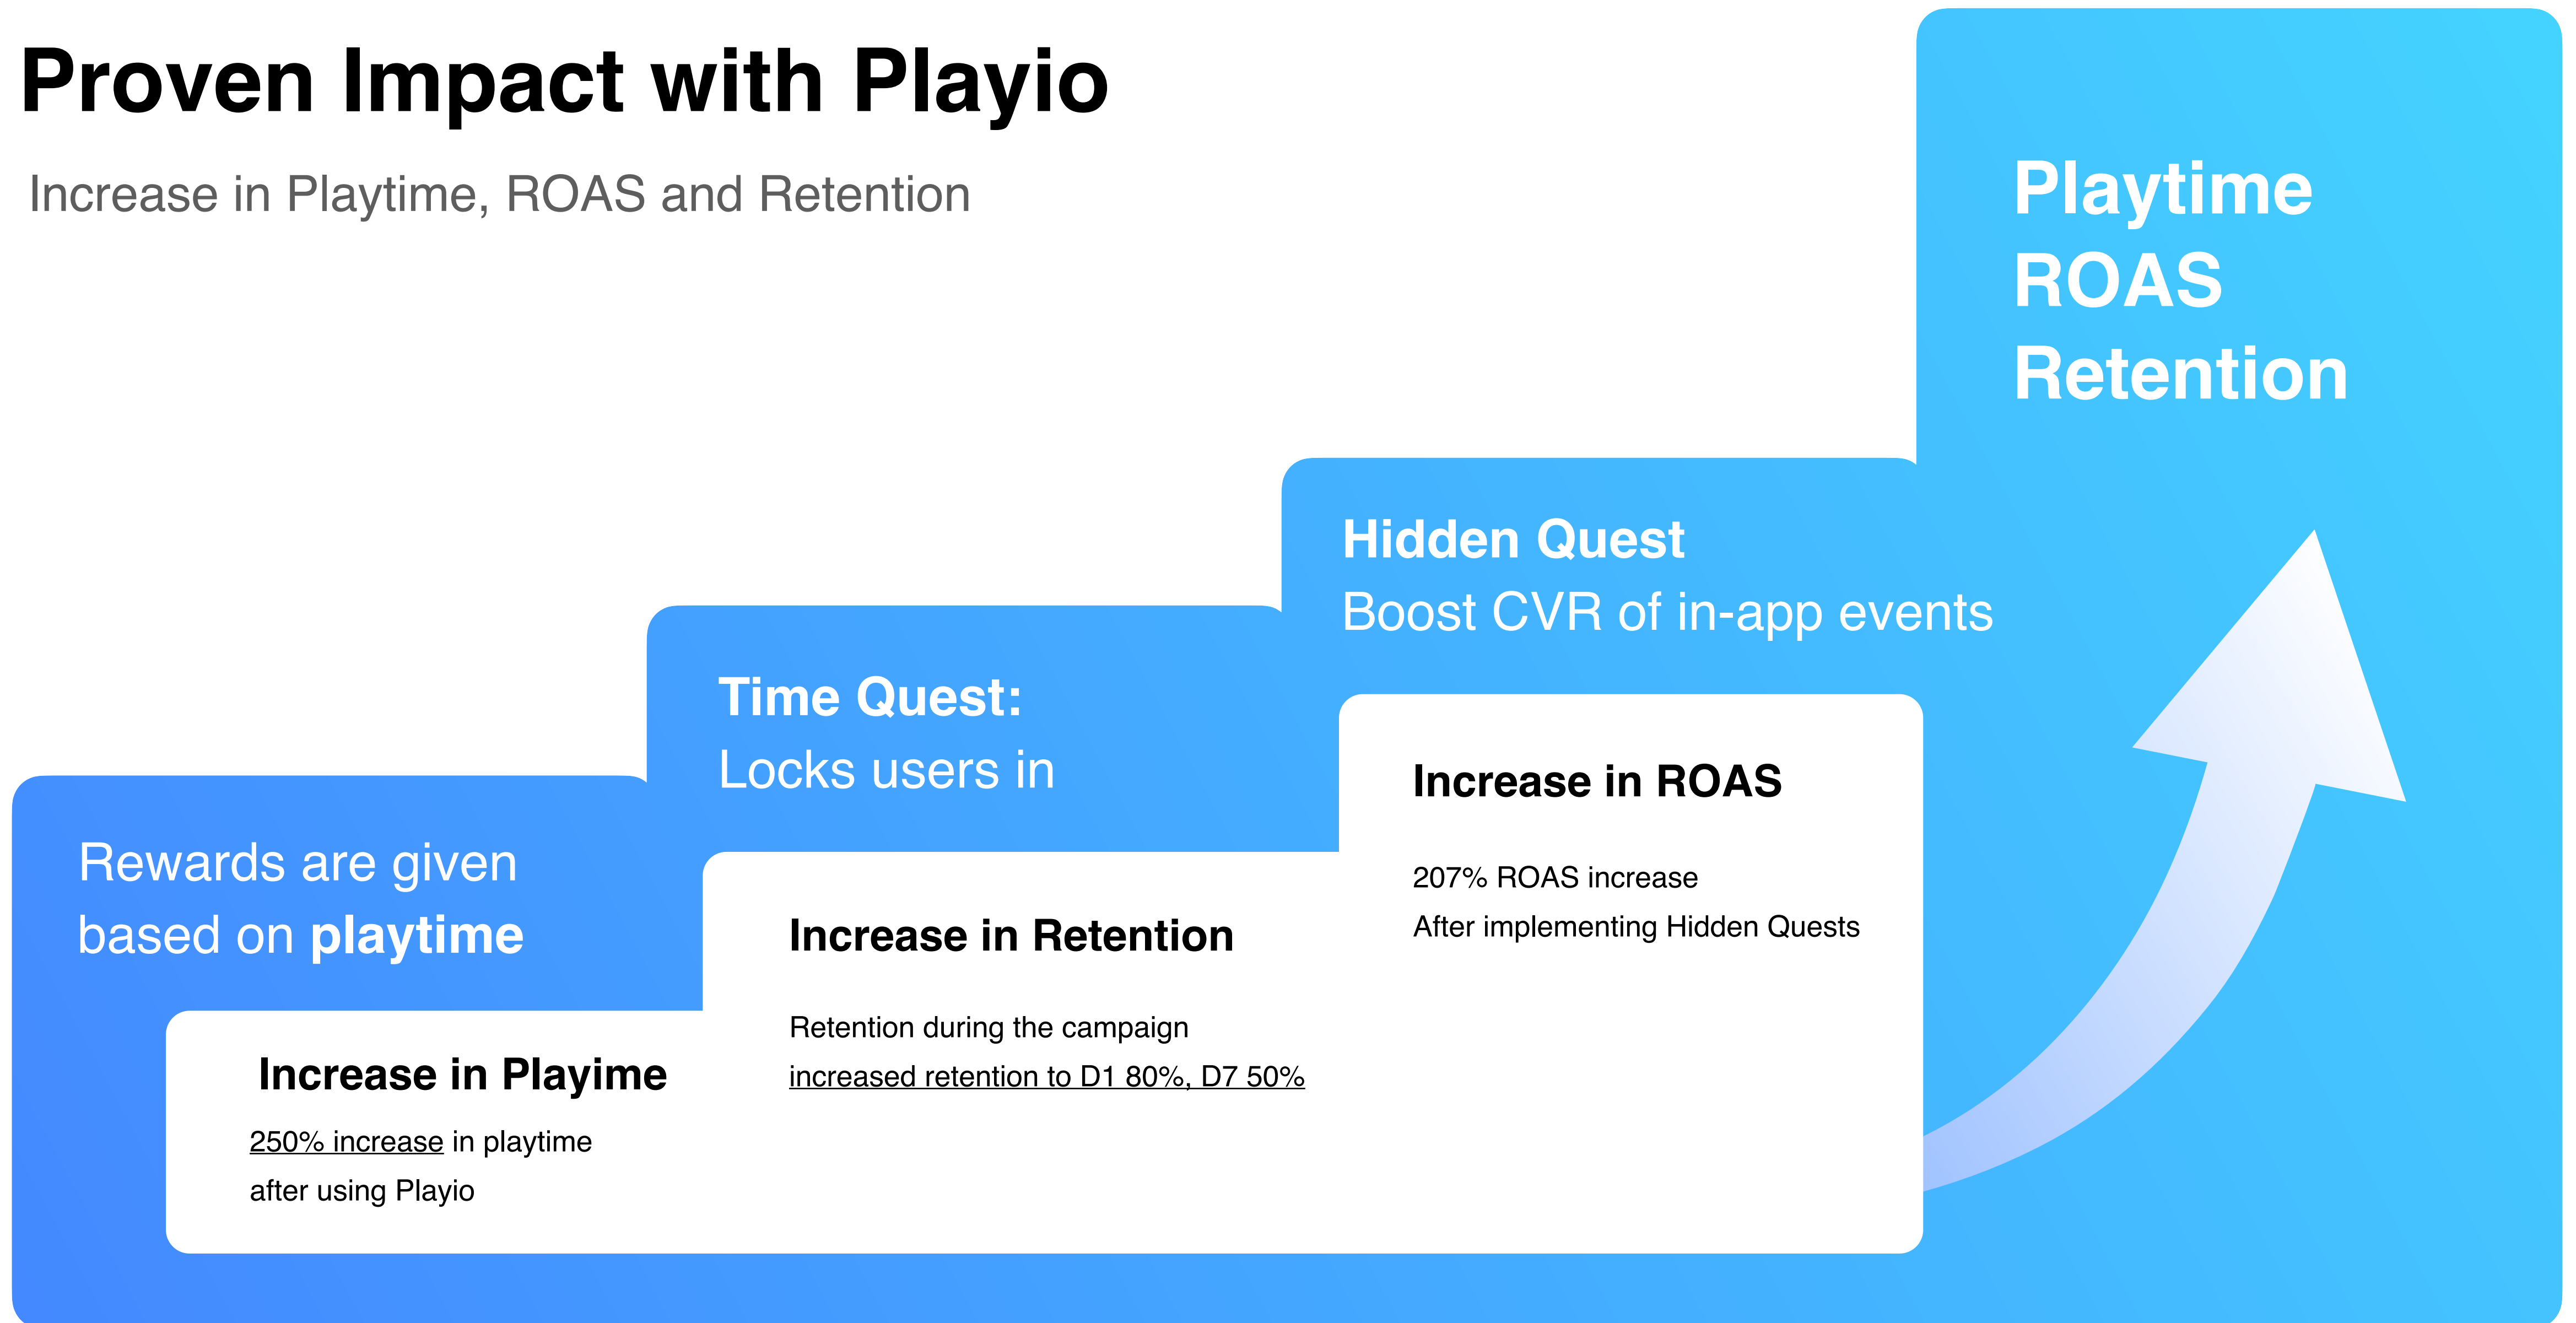 Proven Impact with Playio
Increase in Playtime, ROAS and Retention
Rewards are given
based on playtime
Increase in Playime
250% increase in playtime
after using Playio
Time Quest:
Locks users in
Increase in Retention
Retention during the campaign
increased retention to D1 80%, D7 50%
Hidden Quest
Boost CVR of in-app events
Increase in ROAS
207% ROAS increase
After implementing Hidden Quests
Playtime
ROAS
Retention